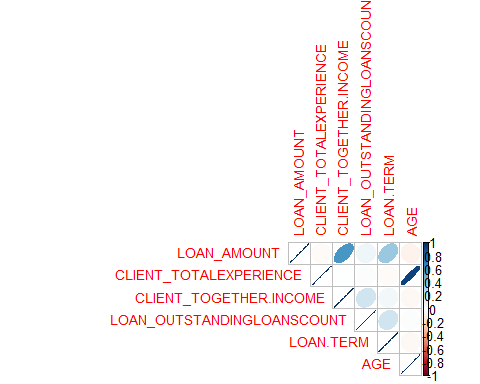 LOAN_AMOUNT
CLIENT_TOTALEXPERIENCE
CLIENT_TOGETHER.INCOME
LOAN_OUTSTANDINGLOANSCOUNT
LOAN.TERM
AGE
LOAN_AMOUNT
CLIENT_TOTALEXPERIENCE
CLIENT_TOGETHER.INCOME
LOAN_OUTSTANDINGLOANSCOUNT
LOAN.TERM
AGE
1
0.8
0.6
0.4
0.2
0
-0.2
-0.4
-0.6
-0.8
-1